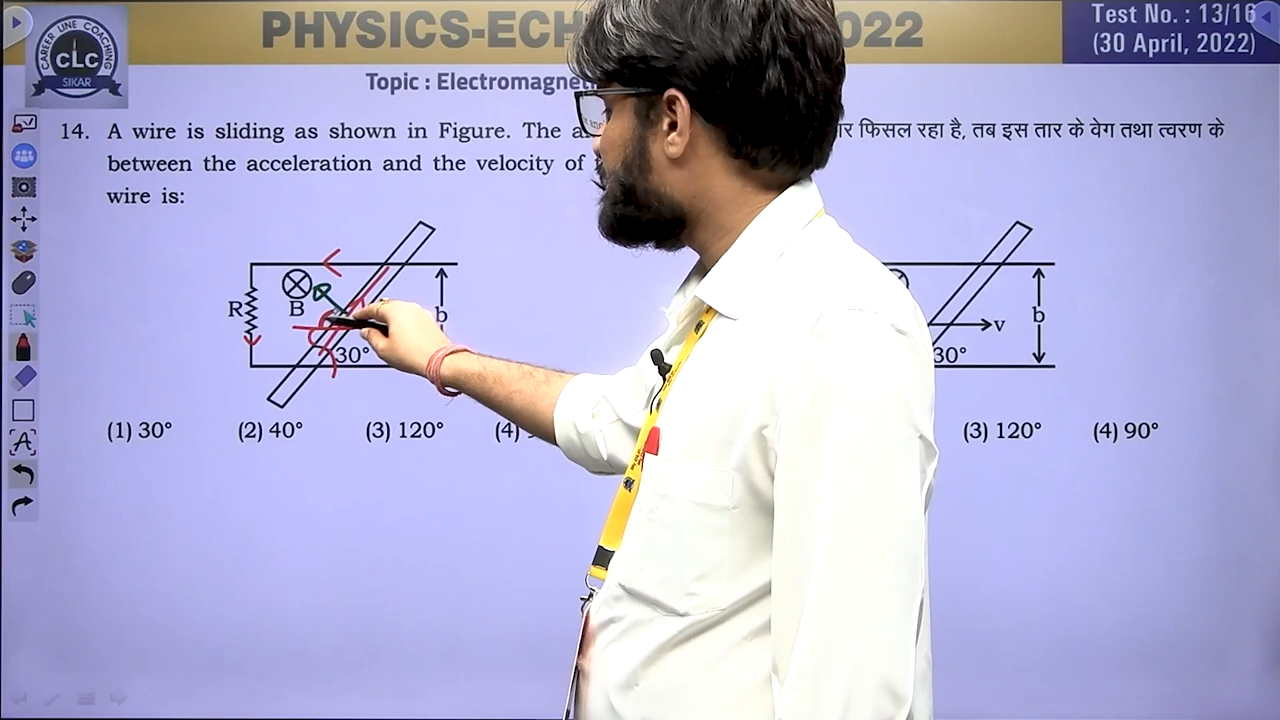 PHYSICS-ECH 022
Test No. : 13/16
(30 April, 2022)
CAREER LINE COACHING
CLC
SIKAR
Topic : Electromagnet
14. A wire is sliding as shown in Figure. The a
between the acceleration and the velocity of
wire is:
फिसल रहा है, तब इस तार के वेग तथा त्वरण के
R B b 30°
v b 30°
(1) 30° (2) 40° (3) 120° (4)
(3) 120° (4) 90°